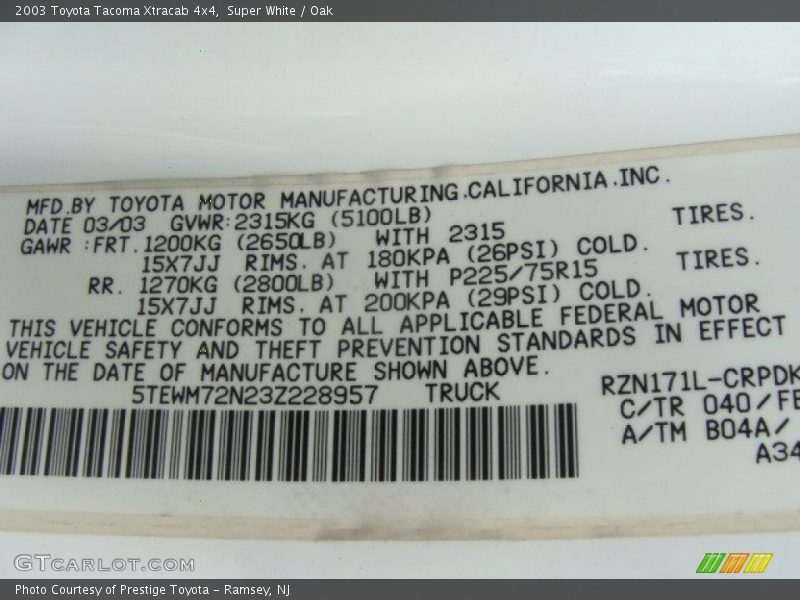 2003 Toyota Tacoma Xtracab 4x4, Super White / Oak
MFD.BY TOYOTA MOTOR MANUFACTURING.CALIFORNIA.INC.
DATE 03/03 GVWR:2315KG (5100LB)
GAWR :FRT. 1200KG (2650LB) WITH 2315 TIRES.
15X7JJ RIMS. AT 180KPA (26PSI) COLD.
RR. 1270KG (2800LB) WITH P225/75R15 TIRES.
15X7JJ RIMS. AT 200KPA (29PSI) COLD.
THIS VEHICLE CONFORMS TO ALL APPLICABLE FEDERAL MOTOR
VEHICLE SAFETY AND THEFT PREVENTION STANDARDS IN EFFECT
ON THE DATE OF MANUFACTURE SHOWN ABOVE.
5TEWM72N23Z228957 TRUCK RZN171L-CRPDK
C/TR 040/FE
A/TM B04A/
A34
GTCARLOT.COM
Photo Courtesy of Prestige Toyota - Ramsey, NJ